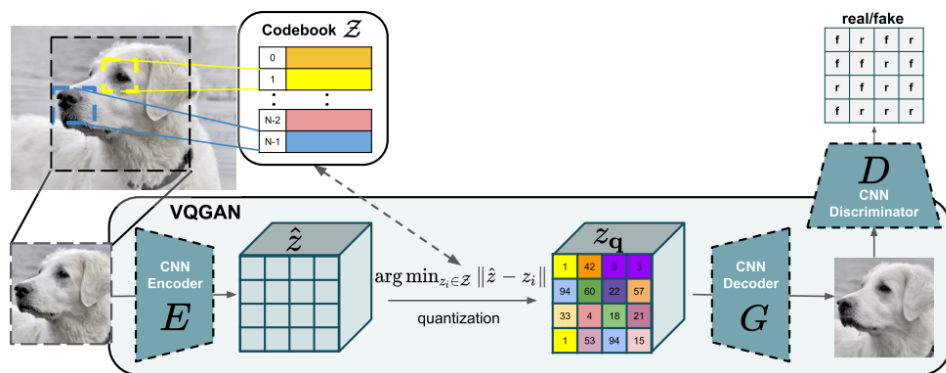 Codebook 𝒵
0
1
⋮ ⋮
N-2
N-1
real/fake
f r f r
f f r r
r f r f
f r r r
VQGAN
CNN
Encoder
E
ẑ
arg min_{z_i∈𝒵} ‖ẑ − z_i‖
quantization
z_q
1 42 3 3
94 60 22 57
33 4 18 21
1 53 94 15
CNN
Decoder
G
D
CNN
Discriminator